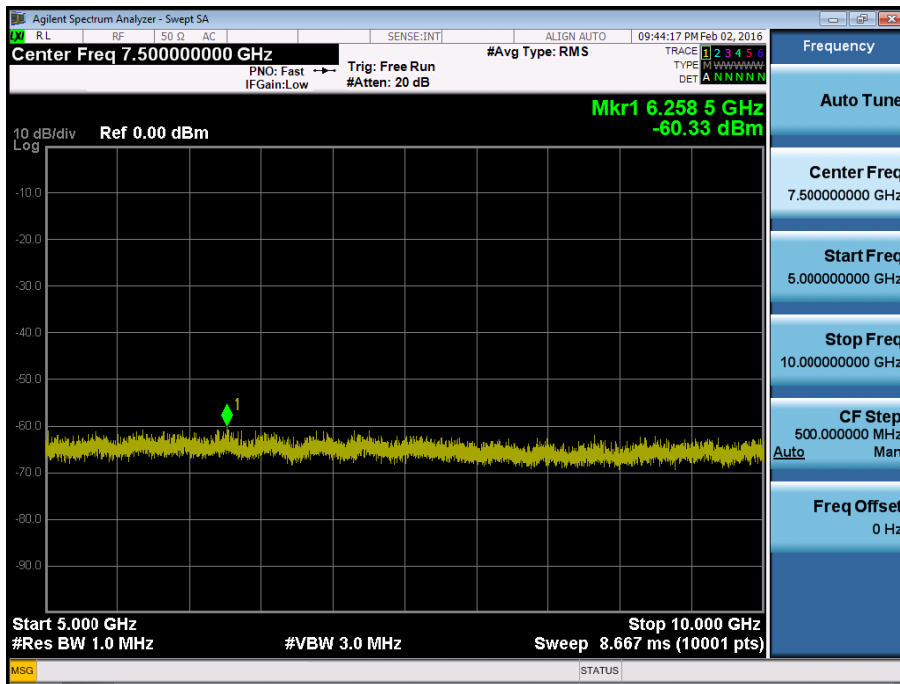 Agilent Spectrum Analyzer - Swept SA
LXI RL RF 50 Ω AC SENSE:INT ALIGN AUTO 09:44:17 PM Feb 02, 2016
Center Freq 7.500000000 GHz
PNO: Fast
IFGain:Low
Trig: Free Run
#Atten: 20 dB
#Avg Type: RMS
TRACE 1 2 3 4 5 6
TYPE M W W W W W
DET A N N N N N
Mkr1 6.258 5 GHz
-60.33 dBm
10 dB/div Ref 0.00 dBm
Log
-10.0
-20.0
-30.0
-40.0
-50.0
-60.0
-70.0
-80.0
-90.0
1
Start 5.000 GHz Stop 10.000 GHz
#Res BW 1.0 MHz #VBW 3.0 MHz Sweep 8.667 ms (10001 pts)
MSG STATUS
Frequency
Auto Tune
Center Freq
7.500000000 GHz
Start Freq
5.000000000 GHz
Stop Freq
10.000000000 GHz
CF Step
500.000000 MHz
Auto Man
Freq Offset
0 Hz